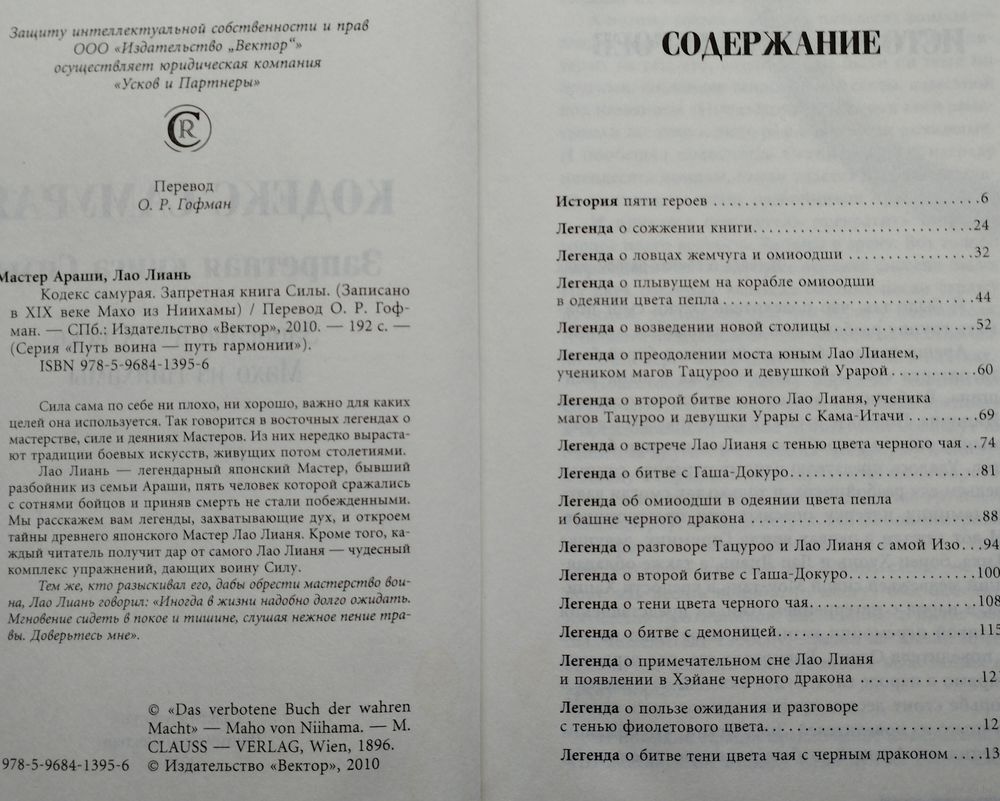 Защиту интеллектуальной собственности и прав
ООО «Издательство „Вектор“»
осуществляет юридическая компания
«Усков и Партнеры»
Перевод
О. Р. Гофман
Мастер Араши, Лао Лиань
Кодекс самурая. Запретная книга Силы. (Записано
в XIX веке Махо из Ниихамы) / Перевод О. Р. Гоф-
ман. — СПб.: Издательство «Вектор», 2010. — 192 с. —
(Серия «Путь воина — путь гармонии»).
ISBN 978-5-9684-1395-6
Сила сама по себе ни плохо, ни хорошо, важно для каких
целей она используется. Так говорится в восточных легендах о
мастерстве, силе и деяниях Мастеров. Из них нередко выраста-
ют традиции боевых искусств, живущих потом столетиями.
Лао Лиань — легендарный японский Мастер, бывший
разбойник из семьи Араши, пять человек которой сражались
с сотнями бойцов и приняв смерть не стали побежденными.
Мы расскажем вам легенды, захватывающие дух, и откроем
тайны древнего японского Мастер Лао Лианя. Кроме того, ка-
ждый читатель получит дар от самого Лао Лианя — чудесный
комплекс упражнений, дающих воину Силу.
Тем же, кто разыскивал его, дабы обрести мастерство вои-
на, Лао Лиань говорил: «Иногда в жизни надобно долго ожидать.
Мгновение сидеть в покое и тишине, слушая нежное пение тра-
вы. Доверьтесь мне».
© «Das verbotene Buch der wahren
Macht» — Maho von Niihama. — M.
CLAUSS — VERLAG, Wien, 1896.
978-5-9684-1395-6 © Издательство «Вектор», 2010
СОДЕРЖАНИЕ
История пяти героев . . . . . . . . . . 6
Легенда о сожжении книги. . . . . . . . . . 24
Легенда о ловцах жемчуга и омиоодши . . . . . . . . . . 32
Легенда о плывущем на корабле омиоодши
в одеянии цвета пепла . . . . . . . . . . 44
Легенда о возведении новой столицы . . . . . . . . . . 52
Легенда о преодолении моста юным Лао Лианем,
учеником магов Тацуроо и девушкой Урарой . . . . . . . . . . 60
Легенда о второй битве юного Лао Лианя, ученика
магов Тацуроо и девушки Урары с Кама-Итачи . . . . . . . 69
Легенда о встрече Лао Лианя с тенью цвета черного чая . . 74
Легенда о битве с Гаша-Докуро. . . . . . . . . . 81
Легенда об омиоодши в одеянии цвета пепла
и башне черного дракона . . . . . . . . . . 88
Легенда о разговоре Тацуроо и Лао Лианя с амой Изо. . . 94
Легенда о второй битве с Гаша-Докуро. . . . . . . . . . 100
Легенда о тени цвета черного чая. . . . . . . . . . 108
Легенда о битве с демоницей. . . . . . . . . . 115
Легенда о примечательном сне Лао Лианя
и появлении в Хэйане черного дракона . . . . . . . . . . 12
Легенда о пользе ожидания и разговоре
с тенью фиолетового цвета. . . . . . . . . . 12
Легенда о битве тени цвета чая с черным драконом . . . . 13